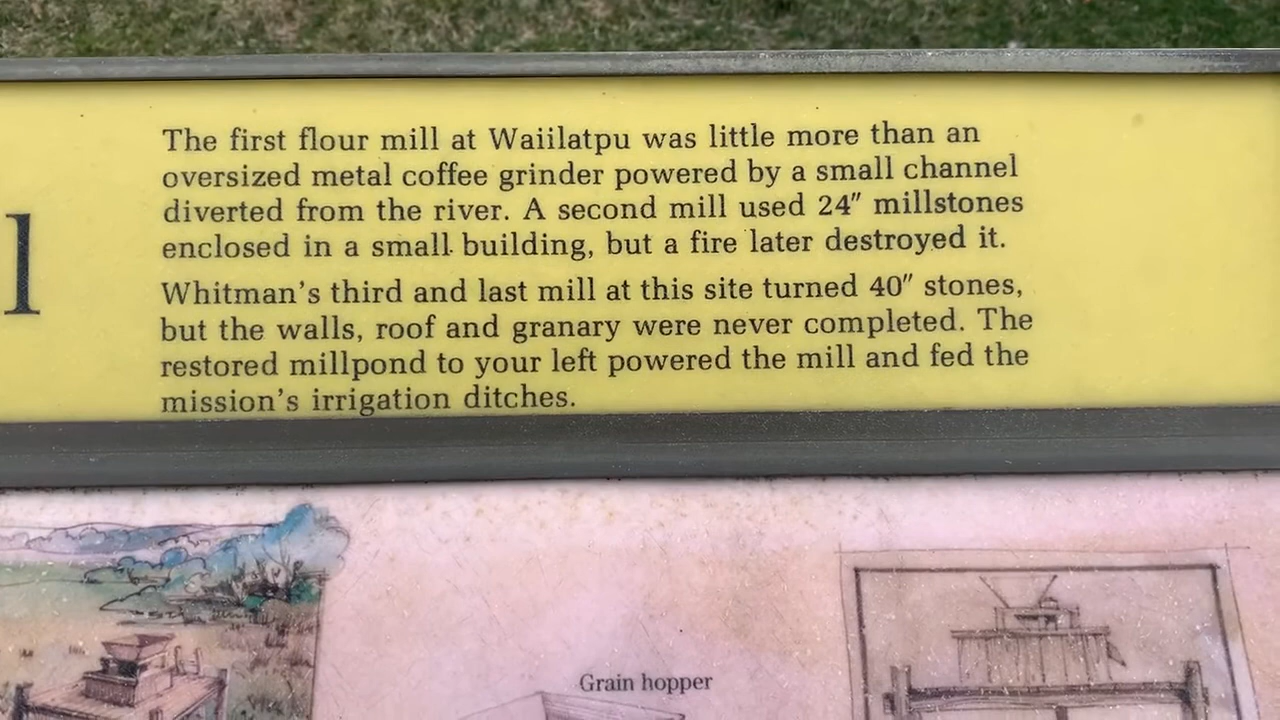 The first flour mill at Waiilatpu was little more than an
oversized metal coffee grinder powered by a small channel
diverted from the river. A second mill used 24″ millstones
enclosed in a small building, but a fire later destroyed it.
Whitman's third and last mill at this site turned 40″ stones,
but the walls, roof and granary were never completed. The
restored millpond to your left powered the mill and fed the
mission's irrigation ditches.
Grain hopper